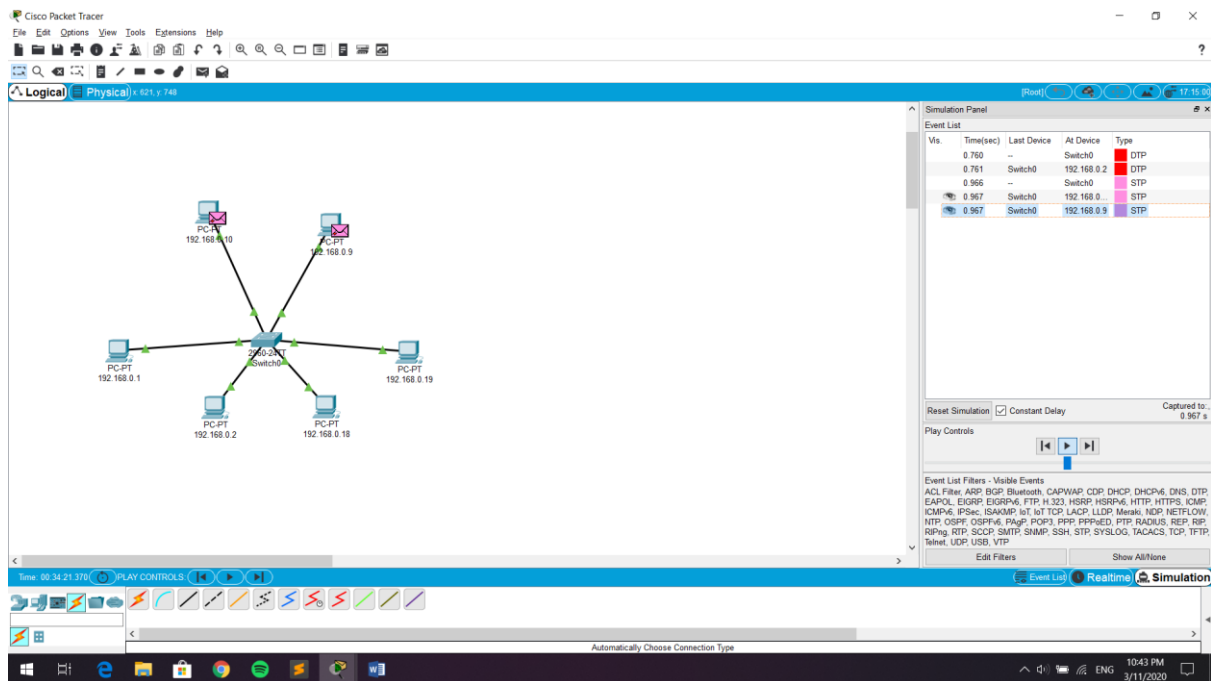 Cisco Packet Tracer
File Edit Options View Tools Extensions Help
?
Logical Physical x: 621, y: 748 [Root] 17:15:00
Simulation Panel
Event List
Vis. Time(sec) Last Device At Device Type
0.760 -- Switch0 DTP
0.761 Switch0 192.168.0.2 DTP
0.966 -- Switch0 STP
0.967 Switch0 192.168.0... STP
0.967 Switch0 192.168.0.9 STP
PC-PT
192.168.0.10
PC-PT
192.168.0.9
2960-24TT
Switch0
PC-PT
192.168.0.1
PC-PT
192.168.0.19
PC-PT
192.168.0.2
PC-PT
192.168.0.18
Reset Simulation Constant Delay Captured to:.
0.967 s
Play Controls
Event List Filters - Visible Events
ACL Filter, ARP, BGP, Bluetooth, CAPWAP, CDP, DHCP, DHCPv6, DNS, DTP,
EAPOL, EIGRP, EIGRPv6, FTP, H.323, HSRP, HSRPv6, HTTP, HTTPS, ICMP,
ICMPv6, IPSec, ISAKMP, IoT, IoT TCP, LACP, LLDP, Meraki, NDP, NETFLOW,
NTP, OSPF, OSPFv6, PAgP, POP3, PPP, PPPoED, PTP, RADIUS, REP, RIP,
RIPng, RTP, SCCP, SMTP, SNMP, SSH, STP, SYSLOG, TACACS, TCP, TFTP,
Telnet, UDP, USB, VTP
Edit Filters Show All/None
Time: 00:34:21.370 PLAY CONTROLS: Event List Realtime Simulation
Automatically Choose Connection Type
ENG 10:43 PM
3/11/2020